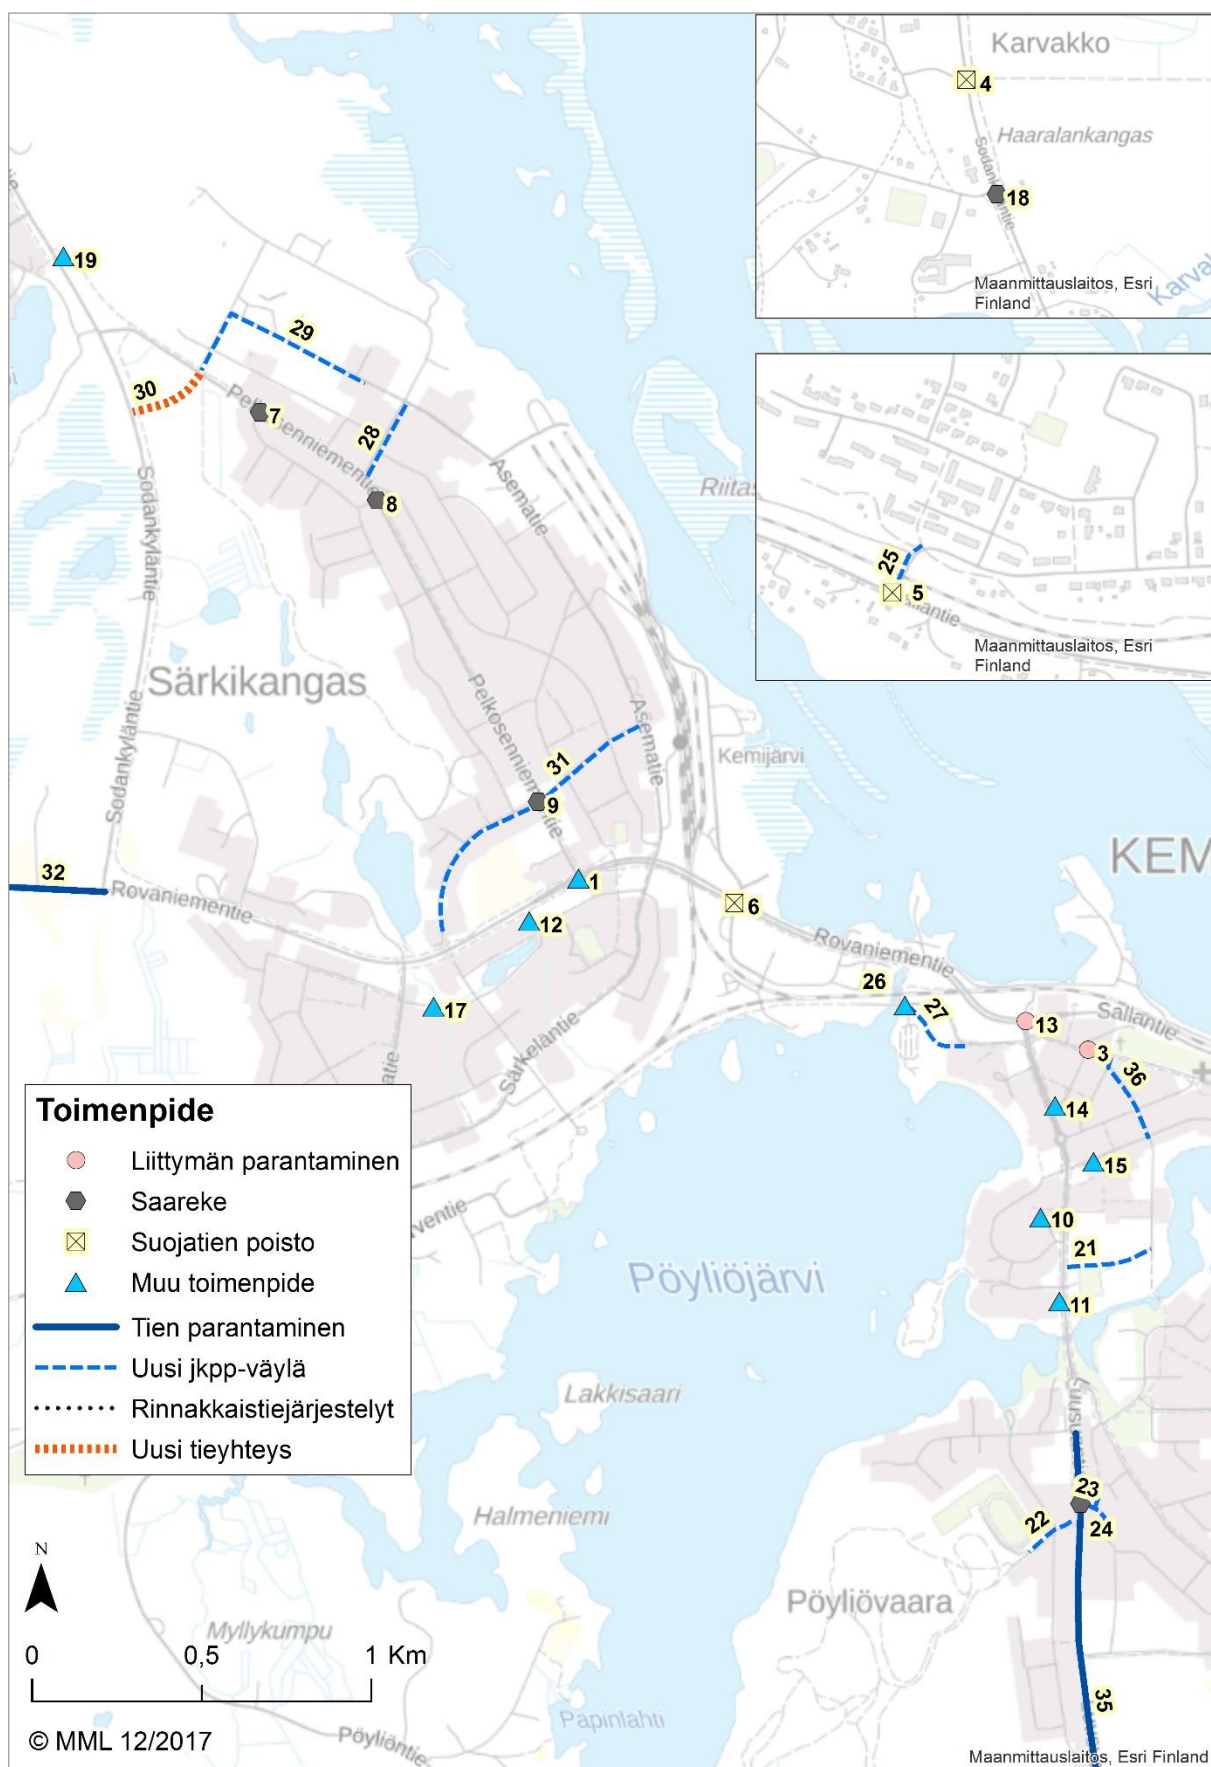 Karvakko
4
Haaralankangas
Sodankyläntie
18
Maanmittauslaitos, Esri
Finland
19
29
30
Pelkosenniementie
7
28
8
Asematie
Sodankyläntie
25
5
Maanmittauslaitos, Esri
Finland
Särkikangas
Sodankyläntie
Pelkosenniementie
Asematie
31
9
Kemijärvi
KEM
32
Rovaniementie
1
12
6
Rovaniementie
26
27
17
Särkeläntie
13
Sallantie
3
36
14
15
10
21
11
Pöyliöjärvi
Lakkisaari
Toimenpide
Liittymän parantaminen
Saareke
Suojatien poisto
Muu toimenpide
Tien parantaminen
Uusi jkpp-väylä
Rinnakkaistiejärjestelyt
Uusi tieyhteys
23
22
24
Halmeniemi
Pöyliövaara
N
Myllykumpu
0 0,5 1 Km
35
Papinlahti
Pöyliöntie
© MML 12/2017
Maanmittauslaitos, Esri Finland